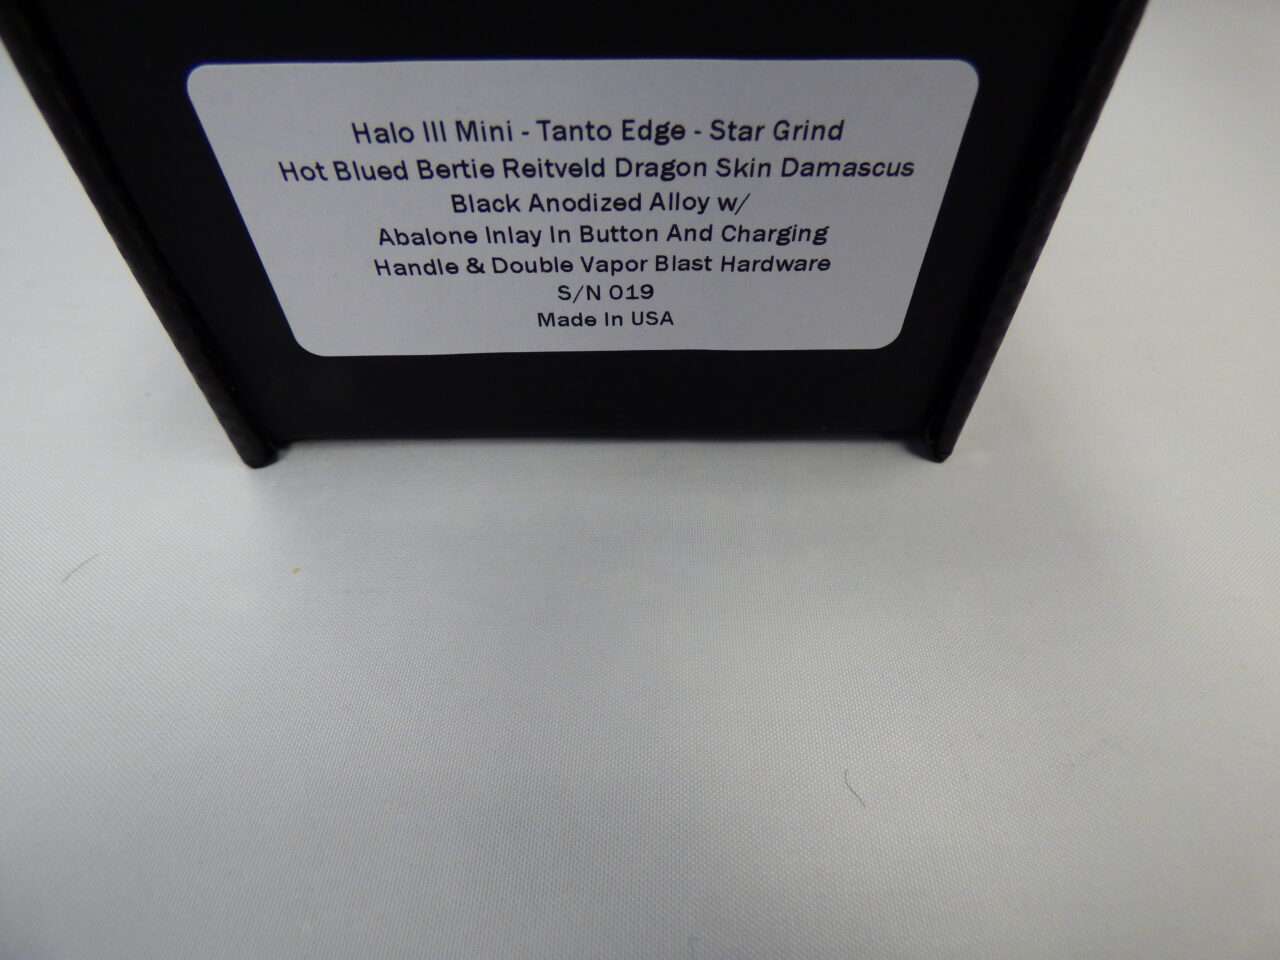 Halo III Mini - Tanto Edge - Star Grind
Hot Blued Bertie Reitveld Dragon Skin Damascus
Black Anodized Alloy w/
Abalone Inlay In Button And Charging
Handle & Double Vapor Blast Hardware
S/N 019
Made In USA